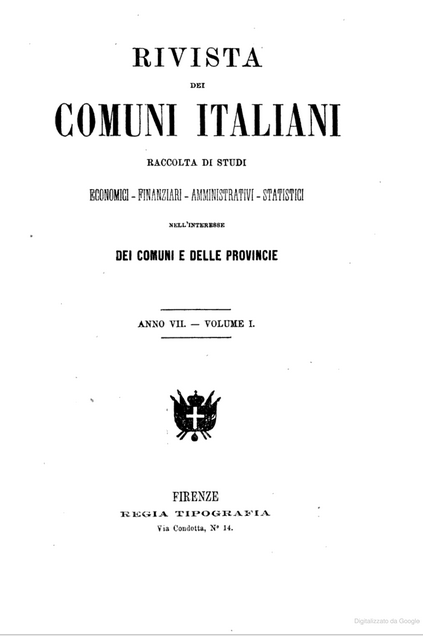 RIVISTA
DEI
COMUNI ITALIANI
RACCOLTA DI STUDI
ECONOMICI - FINANZIARI - AMMINISTRATIVI - STATISTICI
NELL'INTERESSE
DEI COMUNI E DELLE PROVINCIE
ANNO VII. — VOLUME I.
FIRENZE
REGIA TIPOGRAFIA
Via Condotta, N° 14.
Digitalizzato da Google